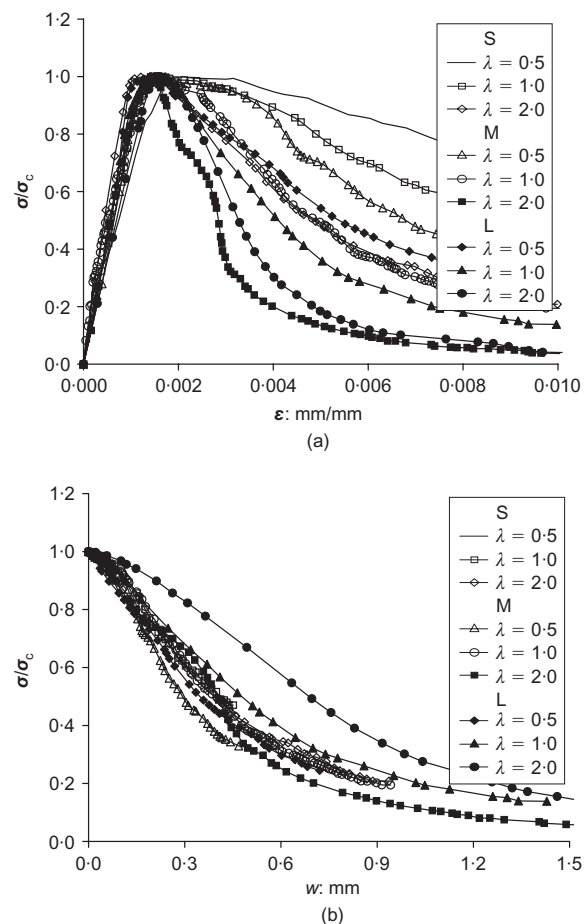 1·2
1·0
0·8
0·6
0·4
0·2
0·0
σ/σc
0·000 0·002 0·004 0·006 0·008 0·010
ε: mm/mm
S
λ = 0·5
λ = 1·0
λ = 2·0
M
λ = 0·5
λ = 1·0
λ = 2·0
L
λ = 0·5
λ = 1·0
λ = 2·0
(a)
1·2
1·0
0·8
0·6
0·4
0·2
0·0
σ/σc
0·0 0·3 0·6 0·9 1·2 1·5
w: mm
S
λ = 0·5
λ = 1·0
λ = 2·0
M
λ = 0·5
λ = 1·0
λ = 2·0
L
λ = 0·5
λ = 1·0
λ = 2·0
(b)